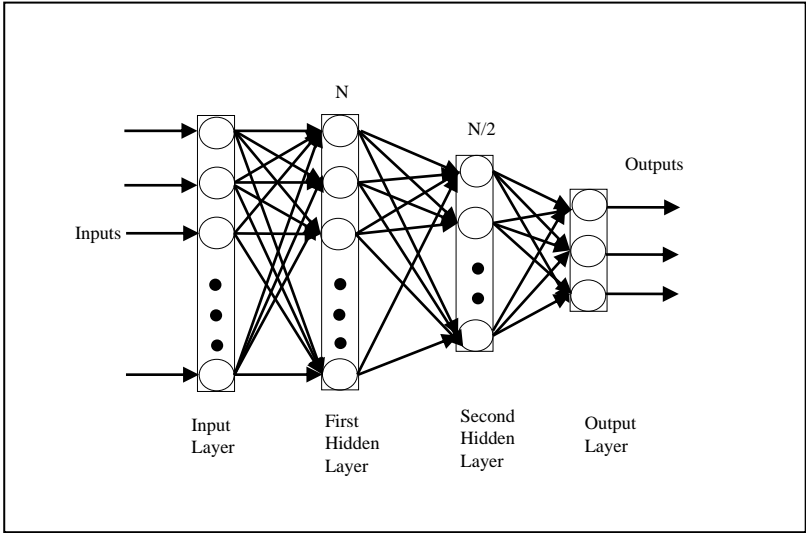 N
N/2
Outputs
Inputs
Input
Layer
First
Hidden
Layer
Second
Hidden
Layer
Output
Layer